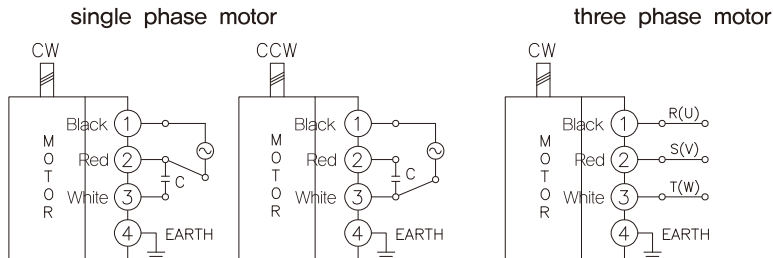 single phase motor
three phase motor
CW
Black 1
Red 2
White 3
4 EARTH
C
MOTOR
CCW
Black 1
Red 2
White 3
4 EARTH
C
MOTOR
CW
Black 1 R(U)
Red 2 S(V)
White 3 T(W)
4 EARTH
MOTOR